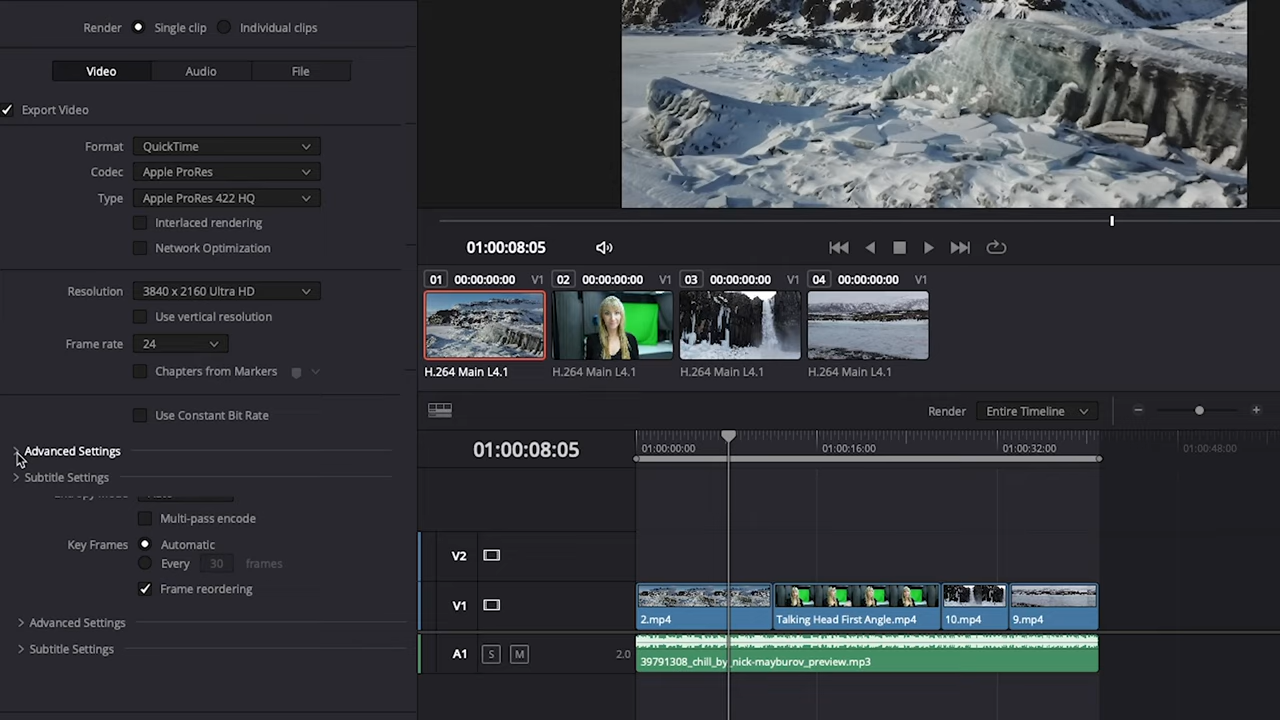 Render Single clip Individual clips
Video Audio File
Export Video
Format QuickTime
Codec Apple ProRes
Type Apple ProRes 422 HQ
Interlaced rendering
Network Optimization
Resolution 3840 x 2160 Ultra HD
Use vertical resolution
Frame rate 24
Chapters from Markers
Use Constant Bit Rate
Advanced Settings
Subtitle Settings
Multi-pass encode
Key Frames Automatic
Every 30 frames
Frame reordering
Advanced Settings
Subtitle Settings
01:00:08:05
01 00:00:00:00 V1 02 00:00:00:00 V1 03 00:00:00:00 V1 04 00:00:00:00 V1
H.264 Main L4.1 H.264 Main L4.1 H.264 Main L4.1 H.264 Main L4.1
Render Entire Timeline
01:00:08:05
01:00:00:00 01:00:16:00 01:00:32:00 01:00:48:00
V2
V1
2.mp4 Talking Head First Angle.mp4 10.mp4 9.mp4
A1 S M 2.0
39791308_chill_by_nick-mayburov_preview.mp3